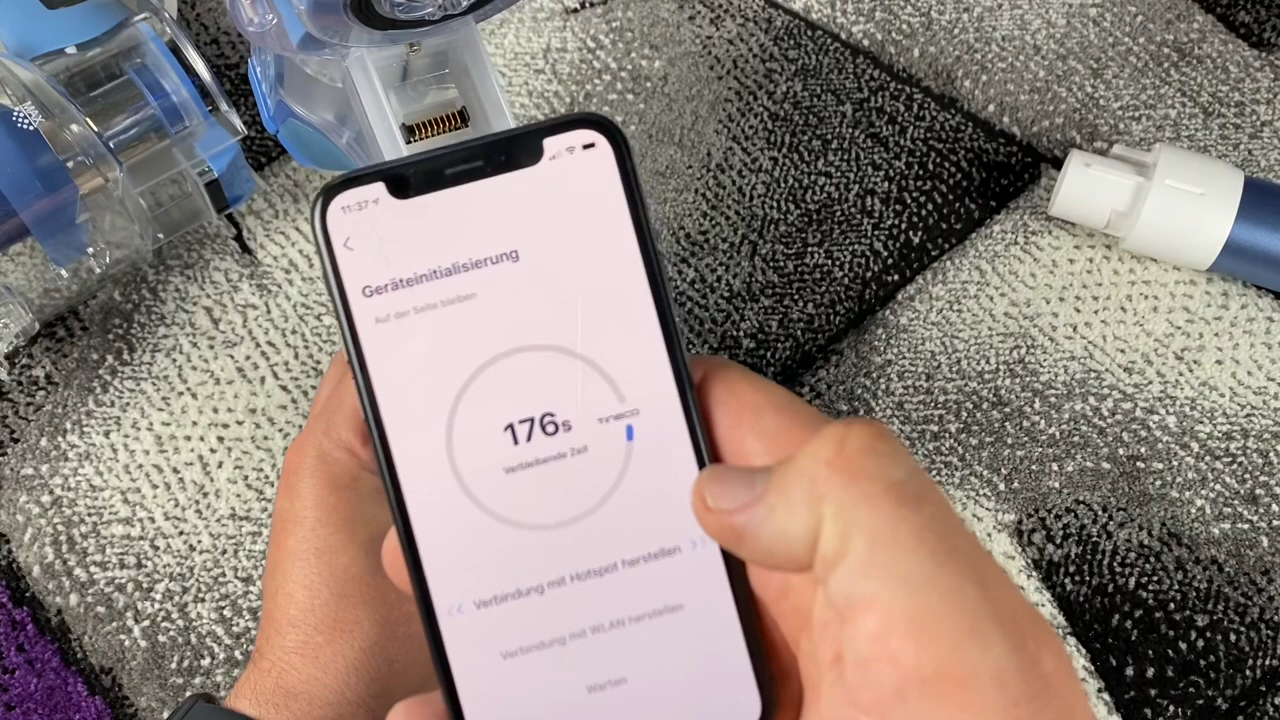 MAX
11:37
Geräteinitialisierung
Auf der Seite bleiben
TINECO
176s
Verbleibende Zeit
Verbindung mit Hotspot herstellen
Verbindung mit WLAN herstellen
Warten